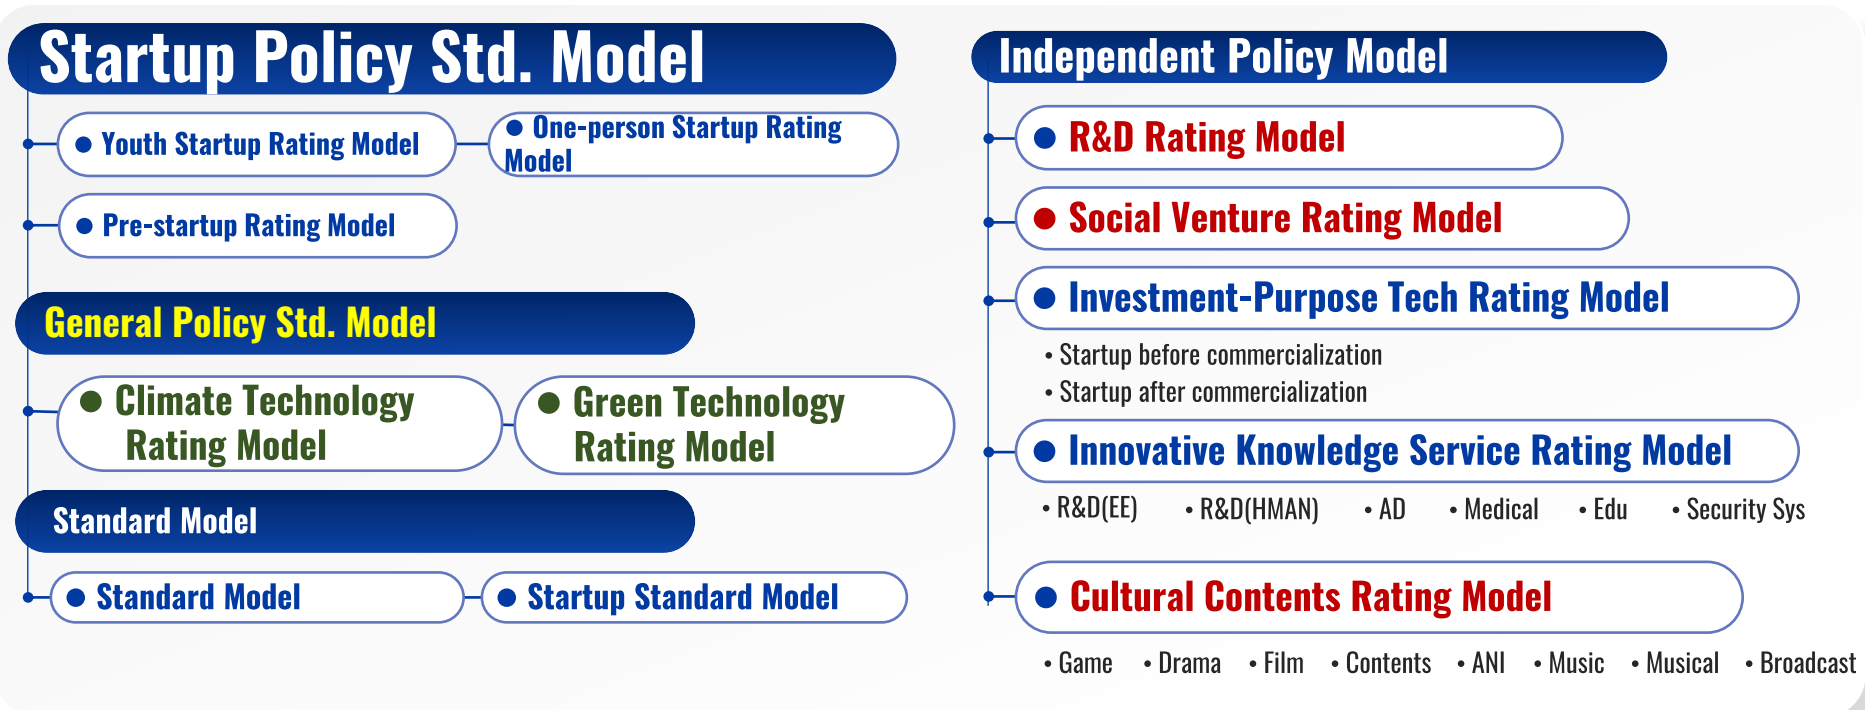 Startup Policy Std. Model
● Youth Startup Rating Model
● One-person Startup Rating
Model
● Pre-startup Rating Model
General Policy Std. Model
● Climate Technology
Rating Model
● Green Technology
Rating Model
Standard Model
● Standard Model
● Startup Standard Model
Independent Policy Model
● R&D Rating Model
● Social Venture Rating Model
● Investment-Purpose Tech Rating Model
• Startup before commercialization
• Startup after commercialization
● Innovative Knowledge Service Rating Model
• R&D(EE) • R&D(HMAN) • AD • Medical • Edu • Security Sys
● Cultural Contents Rating Model
• Game • Drama • Film • Contents • ANI • Music • Musical • Broadcast